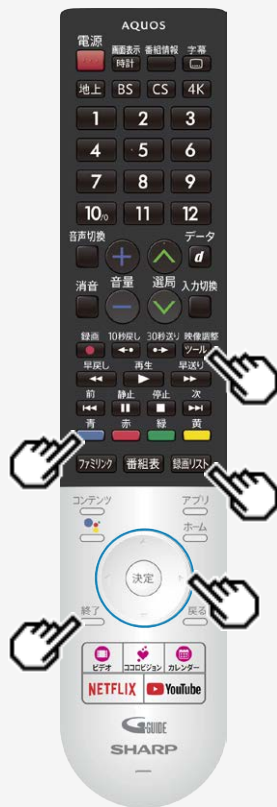 AQUOS
電源
画面表示 番組情報 字幕
時計
地上 BS CS 4K
1 2 3
4 5 6
7 8 9
10/0 11 12
音声切換 データ
d
消音 音量 選局 入力切換
録画 10秒戻し 30秒送り 映像調整
ツール
早戻し 再生 早送り
前 静止 停止 次
青 赤 緑 黄
ファミリンク 番組表 録画リスト
コンテンツ アプリ
ホーム
決定
終了 戻る
ビデオ ココロビジョン カレンダー
NETFLIX YouTube
G-GUIDE
SHARP